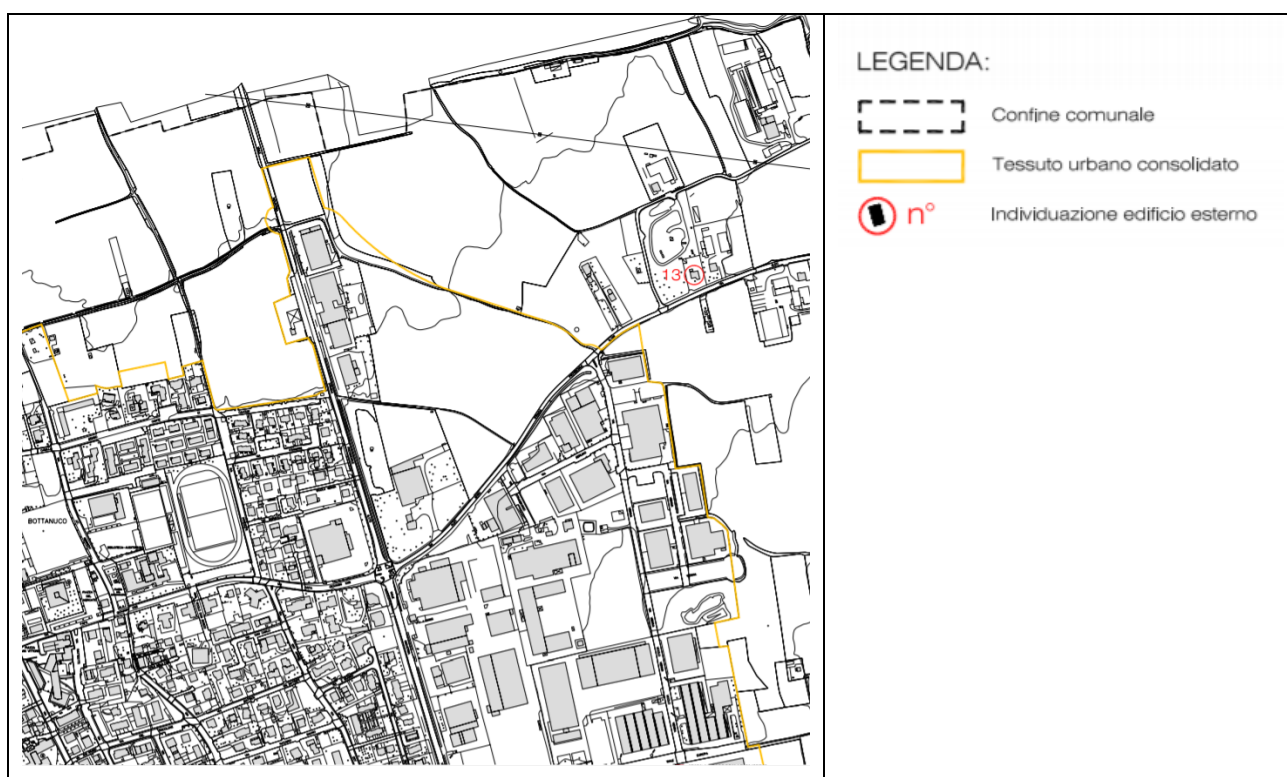 BOTTANUCO
13
LEGENDA:
Confine comunale
Tessuto urbano consolidato
n° Individuazione edificio esterno